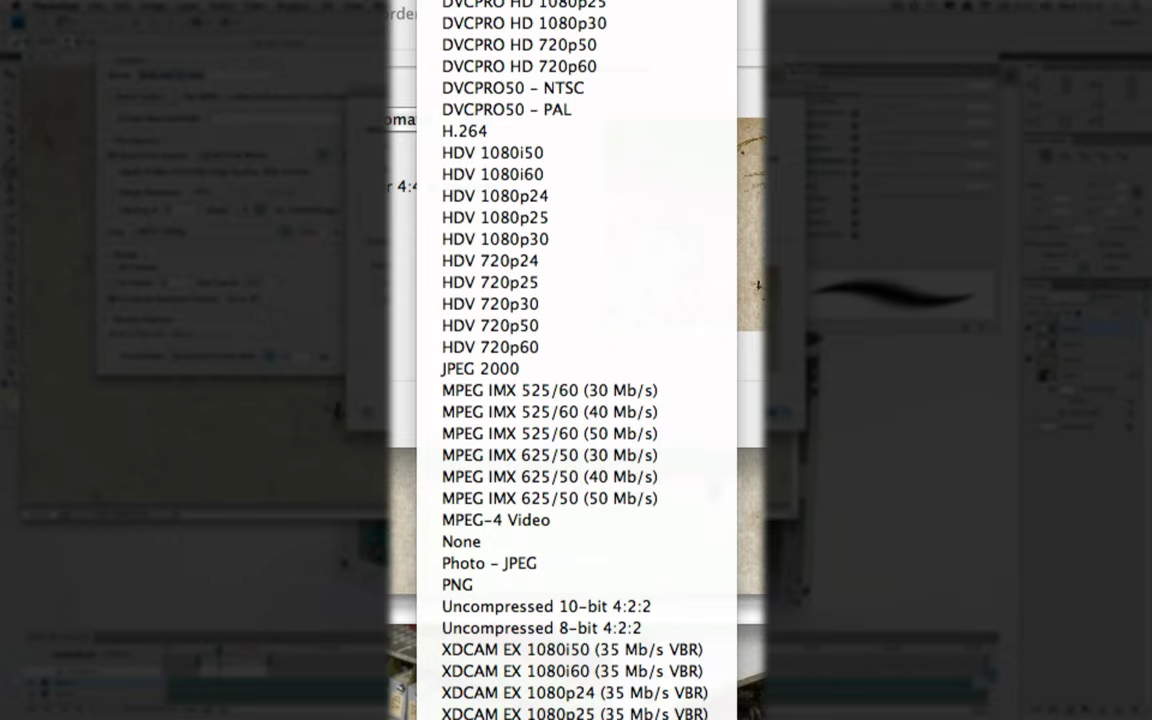 DVCPRO HD 1080p25
DVCPRO HD 1080p30
DVCPRO HD 720p50
DVCPRO HD 720p60
DVCPRO50 – NTSC
DVCPRO50 – PAL
H.264
HDV 1080i50
HDV 1080i60
HDV 1080p24
HDV 1080p25
HDV 1080p30
HDV 720p24
HDV 720p25
HDV 720p30
HDV 720p50
HDV 720p60
JPEG 2000
MPEG IMX 525/60 (30 Mb/s)
MPEG IMX 525/60 (40 Mb/s)
MPEG IMX 525/60 (50 Mb/s)
MPEG IMX 625/50 (30 Mb/s)
MPEG IMX 625/50 (40 Mb/s)
MPEG IMX 625/50 (50 Mb/s)
MPEG-4 Video
None
Photo – JPEG
PNG
Uncompressed 10-bit 4:2:2
Uncompressed 8-bit 4:2:2
XDCAM EX 1080i50 (35 Mb/s VBR)
XDCAM EX 1080i60 (35 Mb/s VBR)
XDCAM EX 1080p24 (35 Mb/s VBR)
XDCAM EX 1080p25 (35 Mb/s VBR)